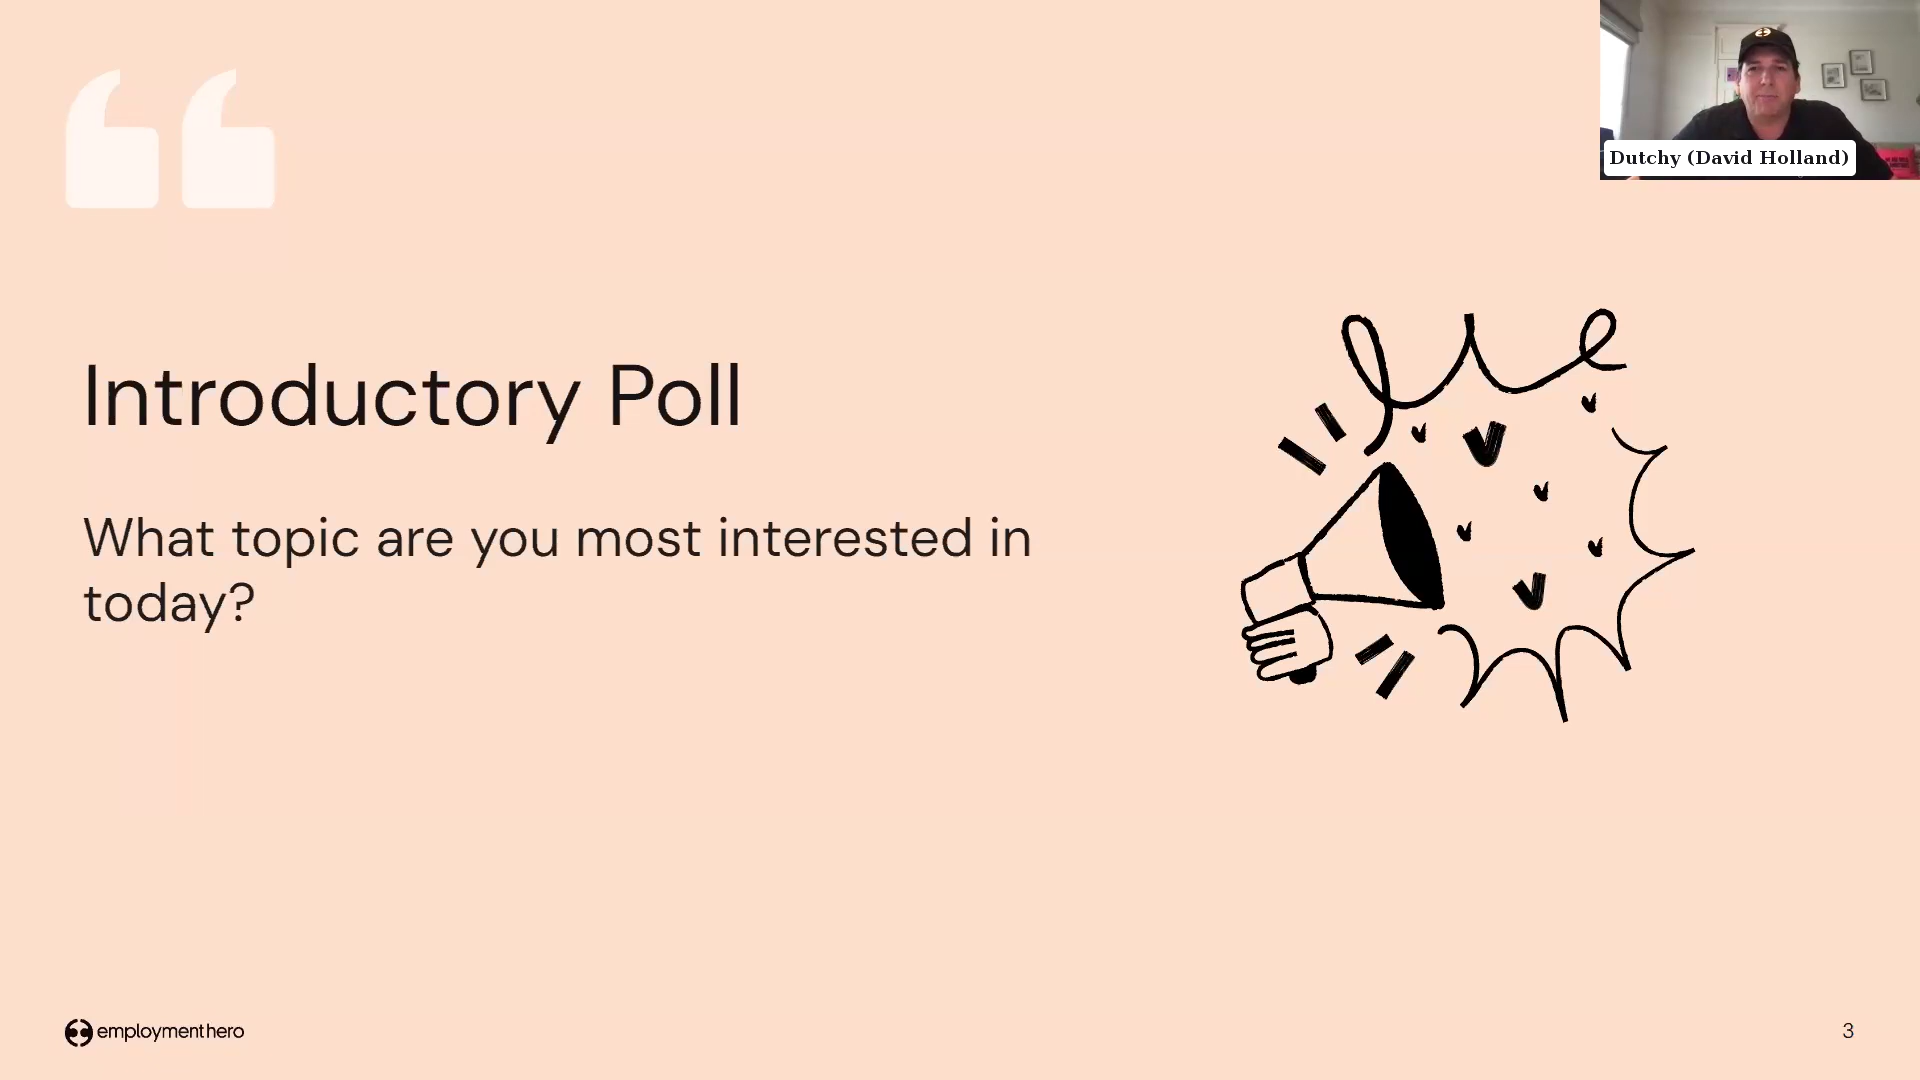 Dutchy (David Holland)
Introductory Poll
What topic are you most interested in
today?
employmenthero
3